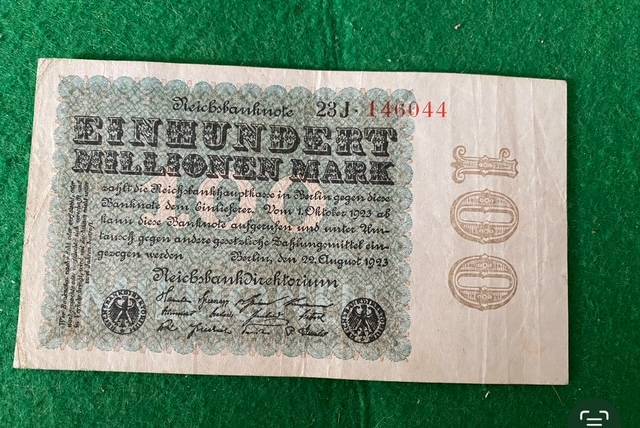 Reichsbanknote 23J· 146044
EINHUNDERT
MILLIONEN MARK
zahlt die Reichsbankhauptkasse in Berlin gegen diese
Banknote dem Einlieferer. Vom 1. Oktober 1923 ab
kann diese Banknote aufgerufen und unter Um-
tausch gegen andere gesetzliche Zahlungsmittel ein-
gezogen werden
Berlin, den 22. August 1923
Reichsbankdirektorium
100
100